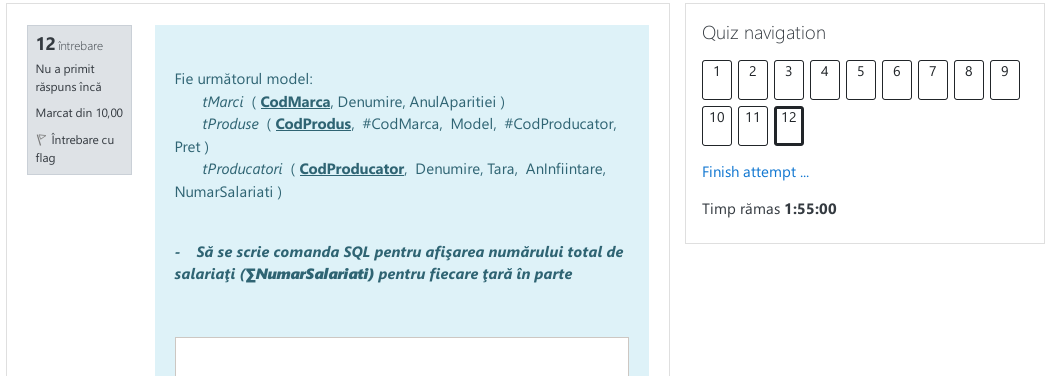 12 întrebare
Nu a primit
răspuns încă
Marcat din 10,00
Întrebare cu
flag
Fie următorul model:
tMarci ( CodMarca, Denumire, AnulAparitiei )
tProduse ( CodProdus, #CodMarca, Model, #CodProducator,
Pret )
tProducatori ( CodProducator, Denumire, Tara, AnInfiintare,
NumarSalariati )
- Să se scrie comanda SQL pentru afişarea numărului total de
salariaţi (∑NumarSalariati) pentru fiecare ţară în parte
Quiz navigation
1 2 3 4 5 6 7 8 9
10 11 12
Finish attempt ...
Timp rămas 1:55:00